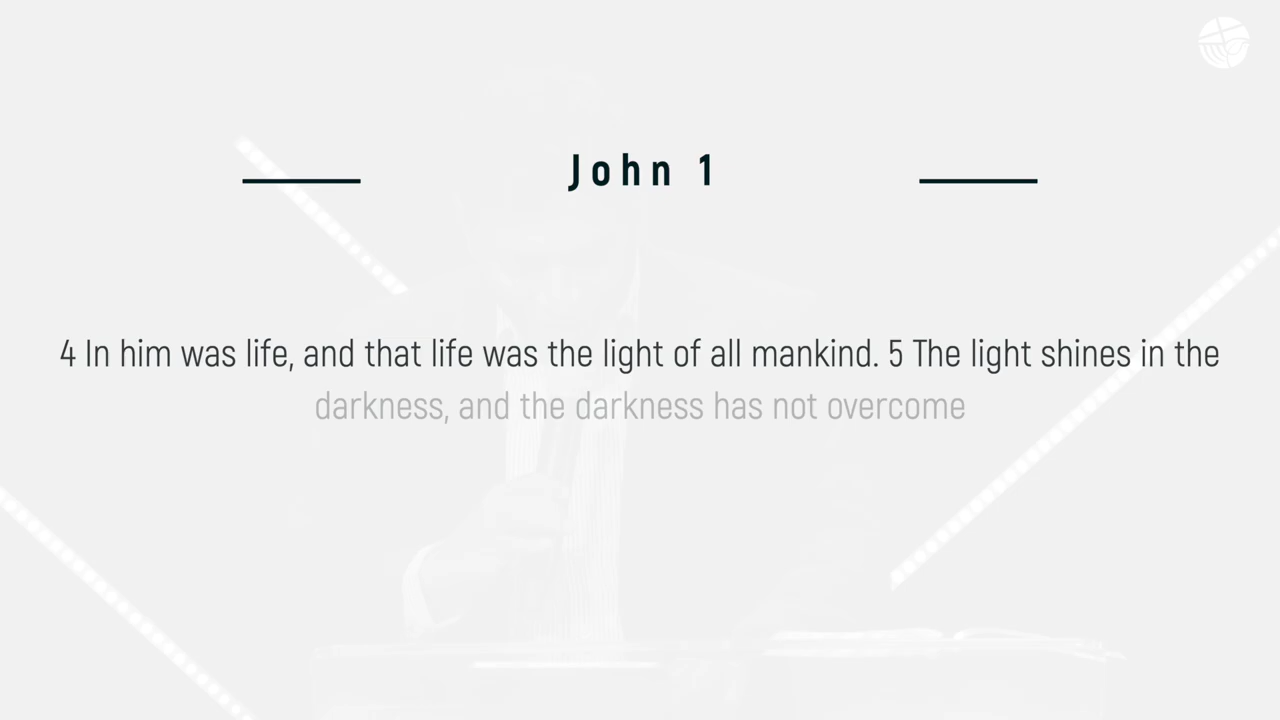 John 1
4 In him was life, and that life was the light of all mankind. 5 The light shines in the
darkness, and the darkness has not overcome